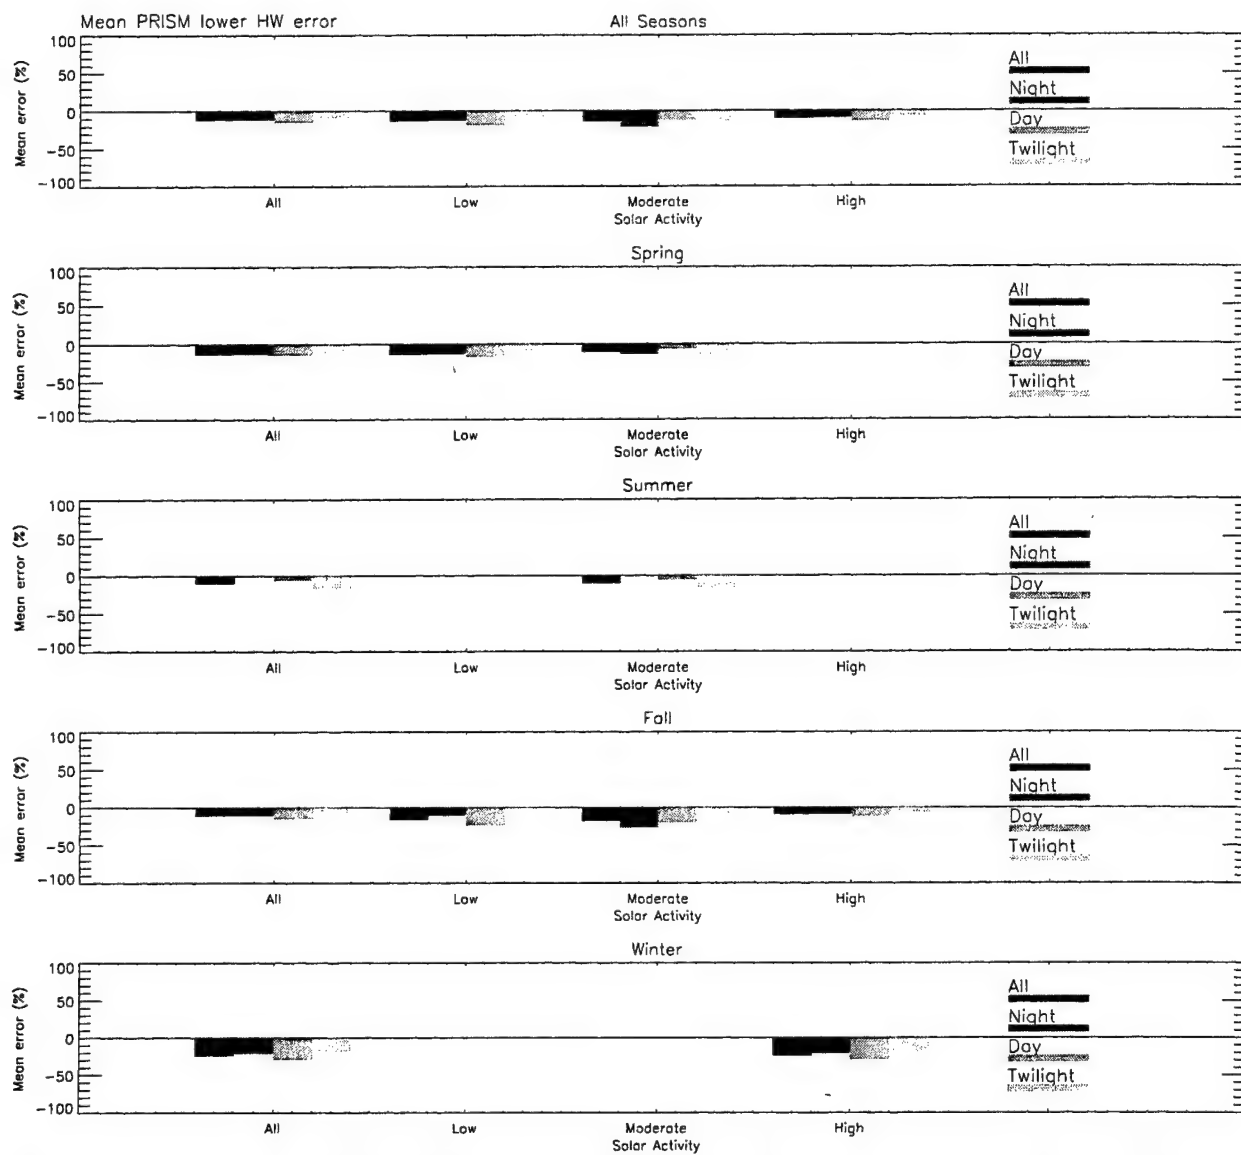 Mean PRISM lower HW error
All Seasons
Mean error (%)
100
50
0
-50
-100
All
Night
Day
Twilight
All
Low
Moderate
High
Solar Activity
Spring
Mean error (%)
100
50
0
-50
-100
All
Night
Day
Twilight
All
Low
Moderate
High
Solar Activity
Summer
Mean error (%)
100
50
0
-50
-100
All
Night
Day
Twilight
All
Low
Moderate
High
Solar Activity
Fall
Mean error (%)
100
50
0
-50
-100
All
Night
Day
Twilight
All
Low
Moderate
High
Solar Activity
Winter
Mean error (%)
100
50
0
-50
-100
All
Night
Day
Twilight
All
Low
Moderate
High
Solar Activity